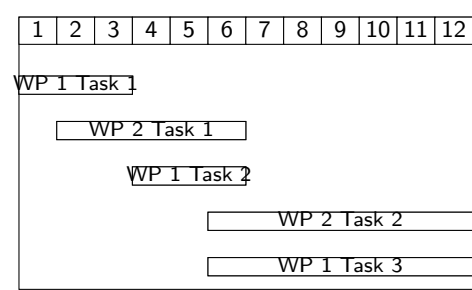 1 2 3 4 5 6 7 8 9 10 11 12
WP 1 Task 1
WP 2 Task 1
WP 1 Task 2
WP 2 Task 2
WP 1 Task 3